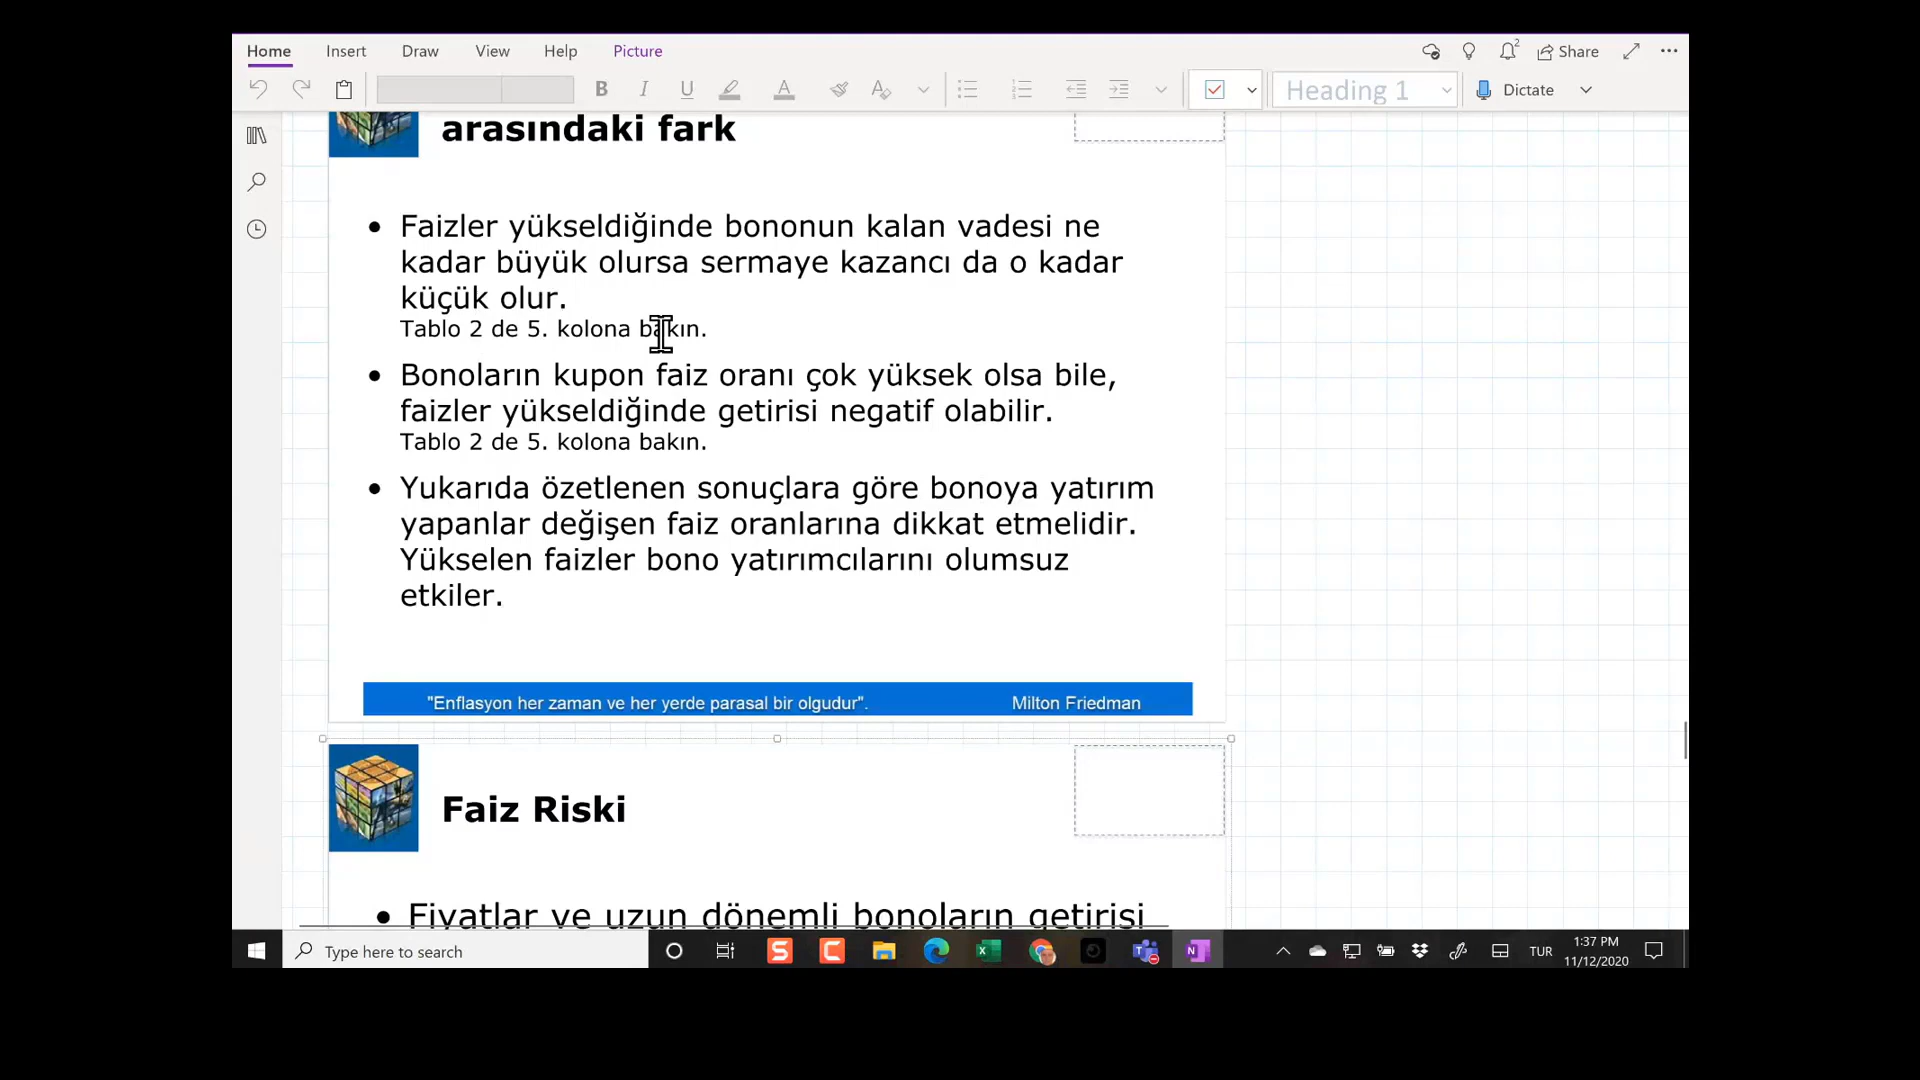 Home Insert Draw View Help Picture 2 Share
B I U A A Heading 1 Dictate
arasındaki fark
• Faizler yükseldiğinde bononun kalan vadesi ne
kadar büyük olursa sermaye kazancı da o kadar
küçük olur.
Tablo 2 de 5. kolona bakın.
• Bonoların kupon faiz oranı çok yüksek olsa bile,
faizler yükseldiğinde getirisi negatif olabilir.
Tablo 2 de 5. kolona bakın.
• Yukarıda özetlenen sonuçlara göre bonoya yatırım
yapanlar değişen faiz oranlarına dikkat etmelidir.
Yükselen faizler bono yatırımcılarını olumsuz
etkiler.
"Enflasyon her zaman ve her yerde parasal bir olgudur". Milton Friedman
Faiz Riski
• Fiyatlar ve uzun dönemli bonoların getirisi
Type here to search S C N TUR 1:37 PM
11/12/2020